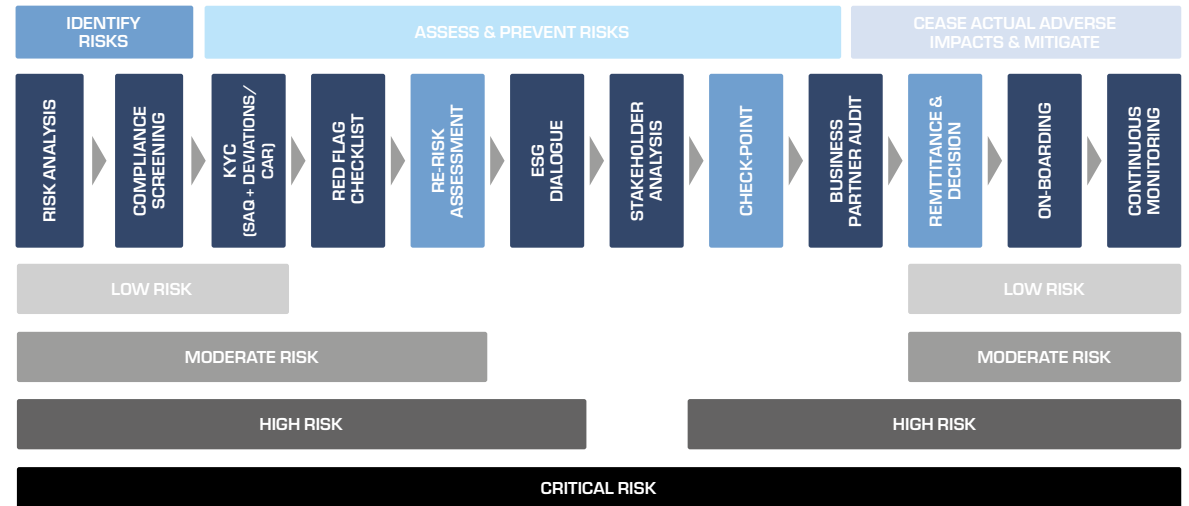 IDENTIFY
RISKS
ASSESS & PREVENT RISKS
CEASE ACTUAL ADVERSE
IMPACTS & MITIGATE
RISK ANALYSIS
COMPLIANCE
SCREENING
KYC
(SAQ + DEVIATIONS/
CAR)
RED FLAG
CHECKLIST
RE-RISK
ASSESSMENT
ESG
DIALOGUE
STAKEHOLDER
ANALYSIS
CHECK-POINT
BUSINESS
PARTNER AUDIT
REMTTITANCE &
DECISION
ON-BOARDING
CONTINUOUS
MONITORING
LOW RISK
LOW RISK
MODERATE RISK
MODERATE RISK
HIGH RISK
HIGH RISK
CRITICAL RISK